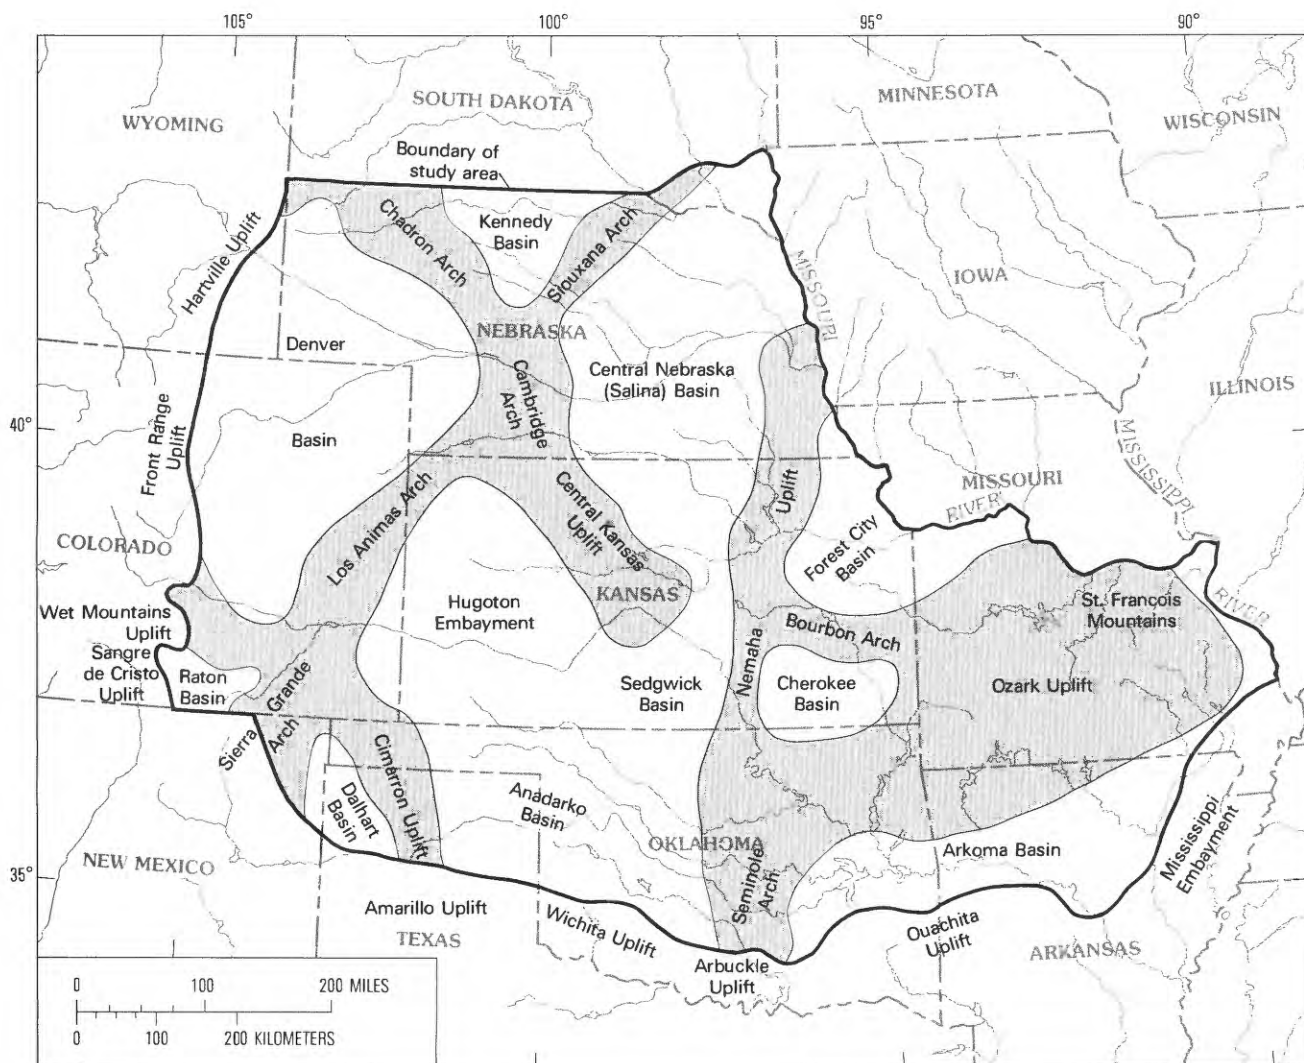 105°
100°
95°
90°
SOUTH DAKOTA
MINNESOTA
WYOMING
WISCONSIN
Boundary of
study area
Kennedy
Basin
Chadron Arch
Siouxana Arch
Hartville Uplift
MISSOURI
IOWA
NEBRASKA
Denver
Central Nebraska
(Salina) Basin
Cambridge
Arch
ILLINOIS
40°
Front Range
Uplift
Basin
MISSISSIPPI
Uplift
MISSOURI
RIVER
Los Animas Arch
Central Kansas
Uplift
Forest City
Basin
COLORADO
KANSAS
Wet Mountains
Uplift
Hugoton
Embayment
St. François
Mountains
RIVER
Bourbon Arch
Sangre
de Cristo
Uplift
Raton
Basin
Sierra
Grande
Arch
Sedgwick
Basin
Nemaha
Cherokee
Basin
Ozark Uplift
Cimarron Uplift
Dalhart
Basin
Anadarko
Basin
OKLAHOMA
Arkoma Basin
Mississippi
Embayment
NEW MEXICO
35°
Seminole
Arch
Amarillo Uplift
TEXAS
Wichita Uplift
Ouachita
Uplift
ARKANSAS
Arbuckle
Uplift
0 100 200 MILES
0 100 200 KILOMETERS